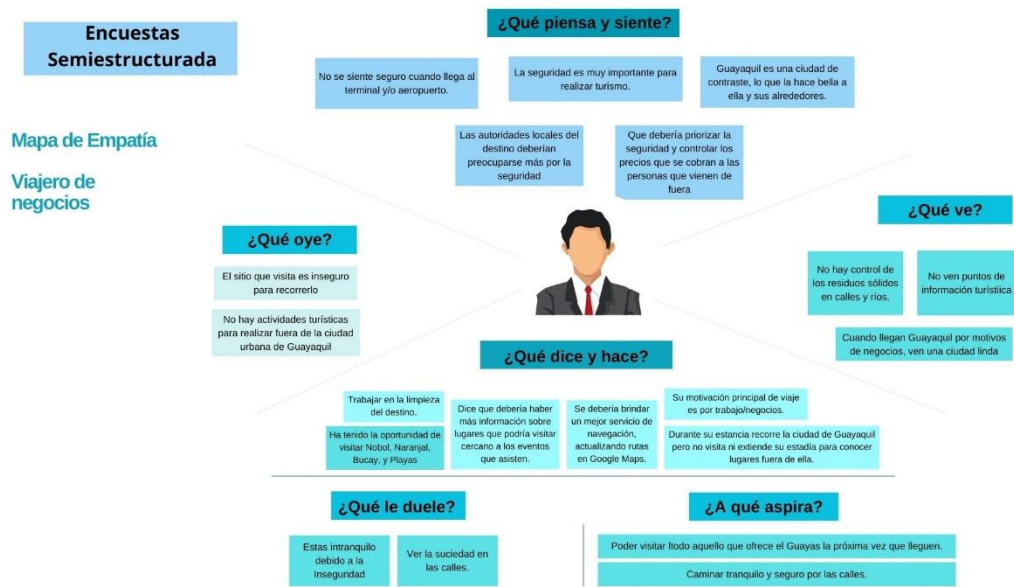 Encuestas
Semiestructurada
Mapa de Empatía
Viajero de
negocios
¿Qué piensa y siente?
No se siente seguro cuando llega al
terminal y/o aeropuerto.
La seguridad es muy importante para
realizar turismo.
Guayaquil es una ciudad de
contraste, lo que la hace bella a
ella y sus alrededores.
Las autoridades locales del
destino deberían
preocuparse más por la
seguridad
Que debería priorizar la
seguridad y controlar los
precios que se cobran a las
personas que vienen de
fuera
¿Qué oye?
El sitio que visita es inseguro
para recorrerlo
No hay actividades turísticas
para realizar fuera de la ciudad
urbana de Guayaquil
¿Qué ve?
No hay control de
los residuos sólidos
en calles y ríos.
No ven puntos de
información turístiica
Cuando llegan Guayaquil por motivos
de negocios, ven una ciudad linda
¿Qué dice y hace?
Trabajar en la limpieza
del destino.
Ha tenido la oportunidad de
visitar Nobol, Naranjal,
Bucay, y Playas
Dice que debería haber
más información sobre
lugares que podría visitar
cercano a los eventos
que asisten.
Se debería brindar
un mejor servicio de
navegación,
actualizando rutas
en Google Maps.
Su motivación principal de viaje
es por trabajo/negocios.
Durante su estancia recorre la ciudad de Guayaquil
pero no visita ni extiende su estadía para conocer
lugares fuera de ella.
¿Qué le duele?
Estas intranquilo
debido a la
Inseguridad
Ver la suciedad en
las calles.
¿A qué aspira?
Poder visitar ltodo aquello que ofrece el Guayas la próxima vez que lleguen.
Caminar tranquilo y seguro por las calles.